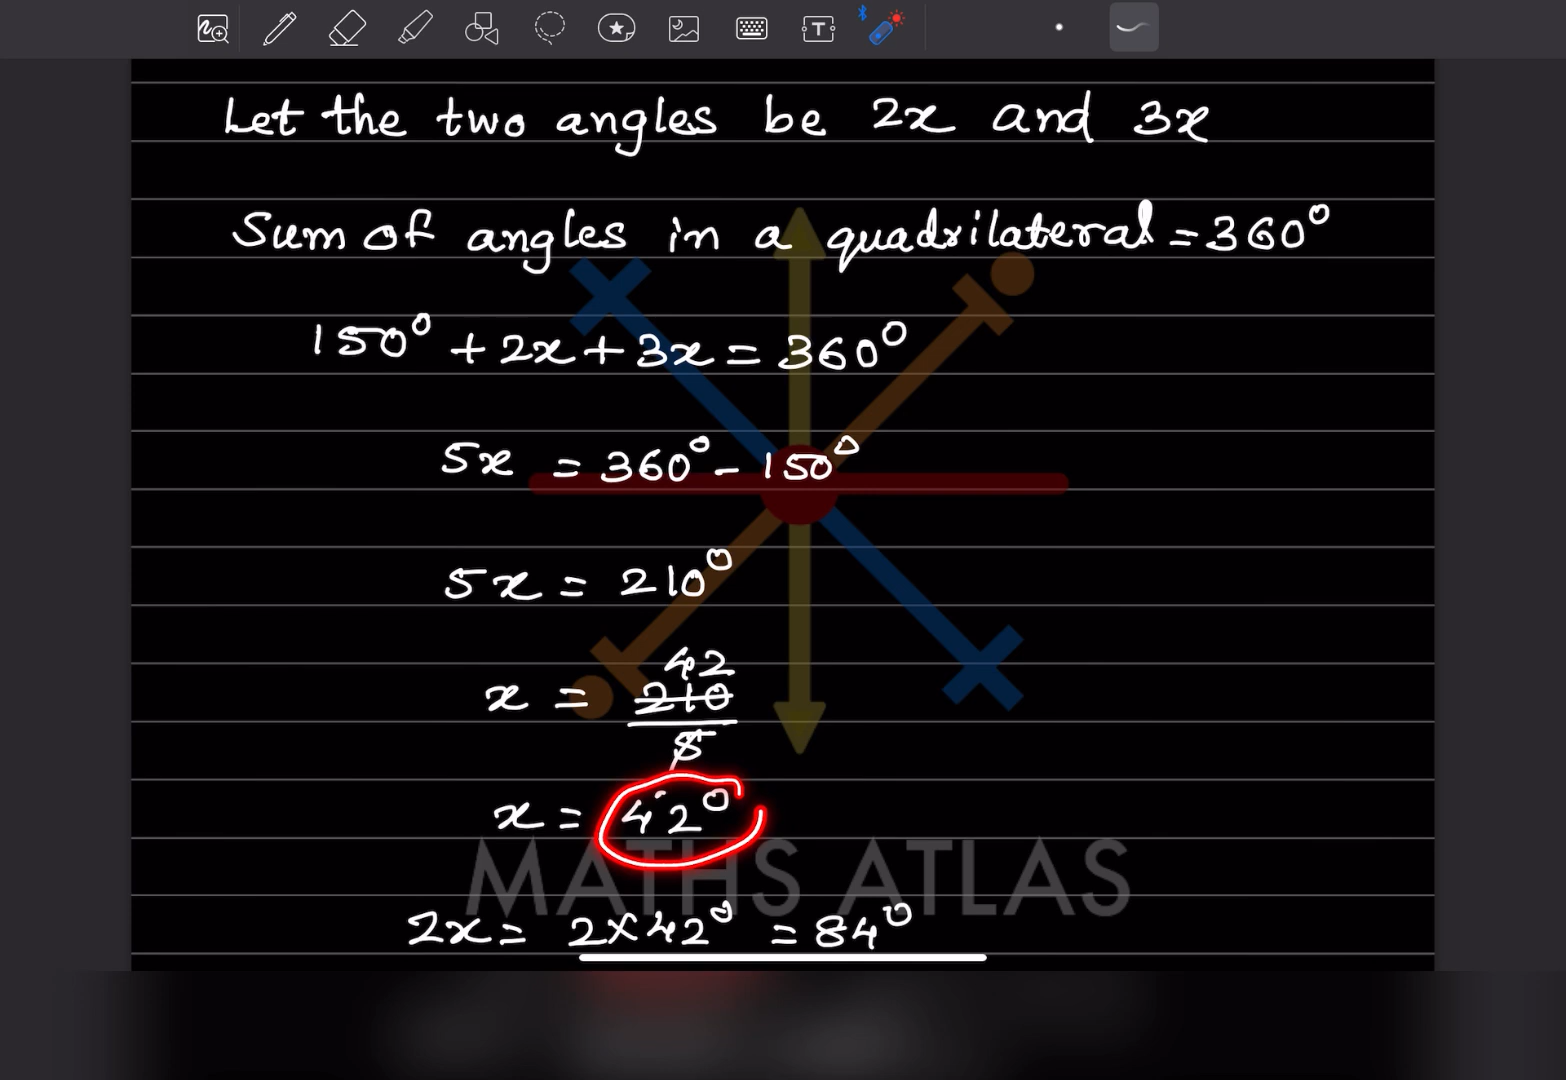 Let the two angles be 2x and 3x
Sum of angles in a quadrilateral = 360°
150° + 2x + 3x = 360°
5x = 360° - 150°
5x = 210°
42
x = 210
5
x = 42°
MATHS ATLAS
2x = 2×42° = 84°